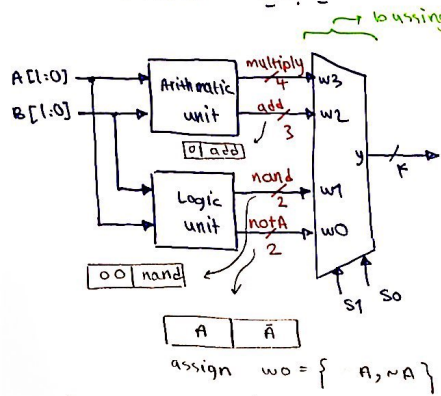 bussing
A[1:0]
B[1:0]
Arithmatic
unit
multiply
4
add
3
0 add
w3
w2
y
K
Logic
unit
nand
2
notA
2
w1
w0
00 nand
S1 S0
A Ā
assign w0 = { A, ~A }